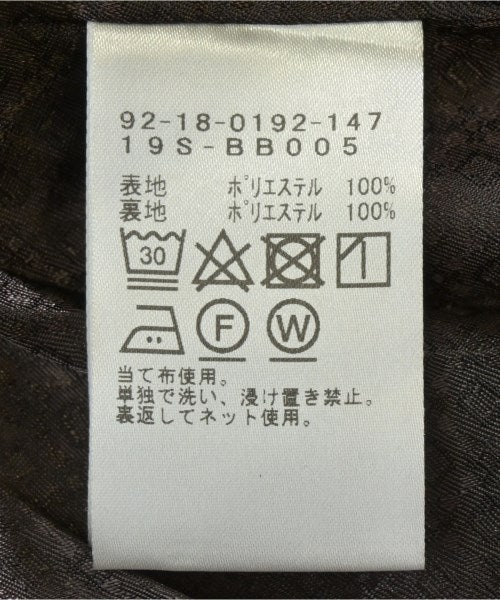 92-18-0192-147
19S-BB005
表地 ポリエステル 100%
裏地 ポリエステル 100%
30
F W
当て布使用。
単独で洗い、浸け置き禁止。
裏返してネット使用。